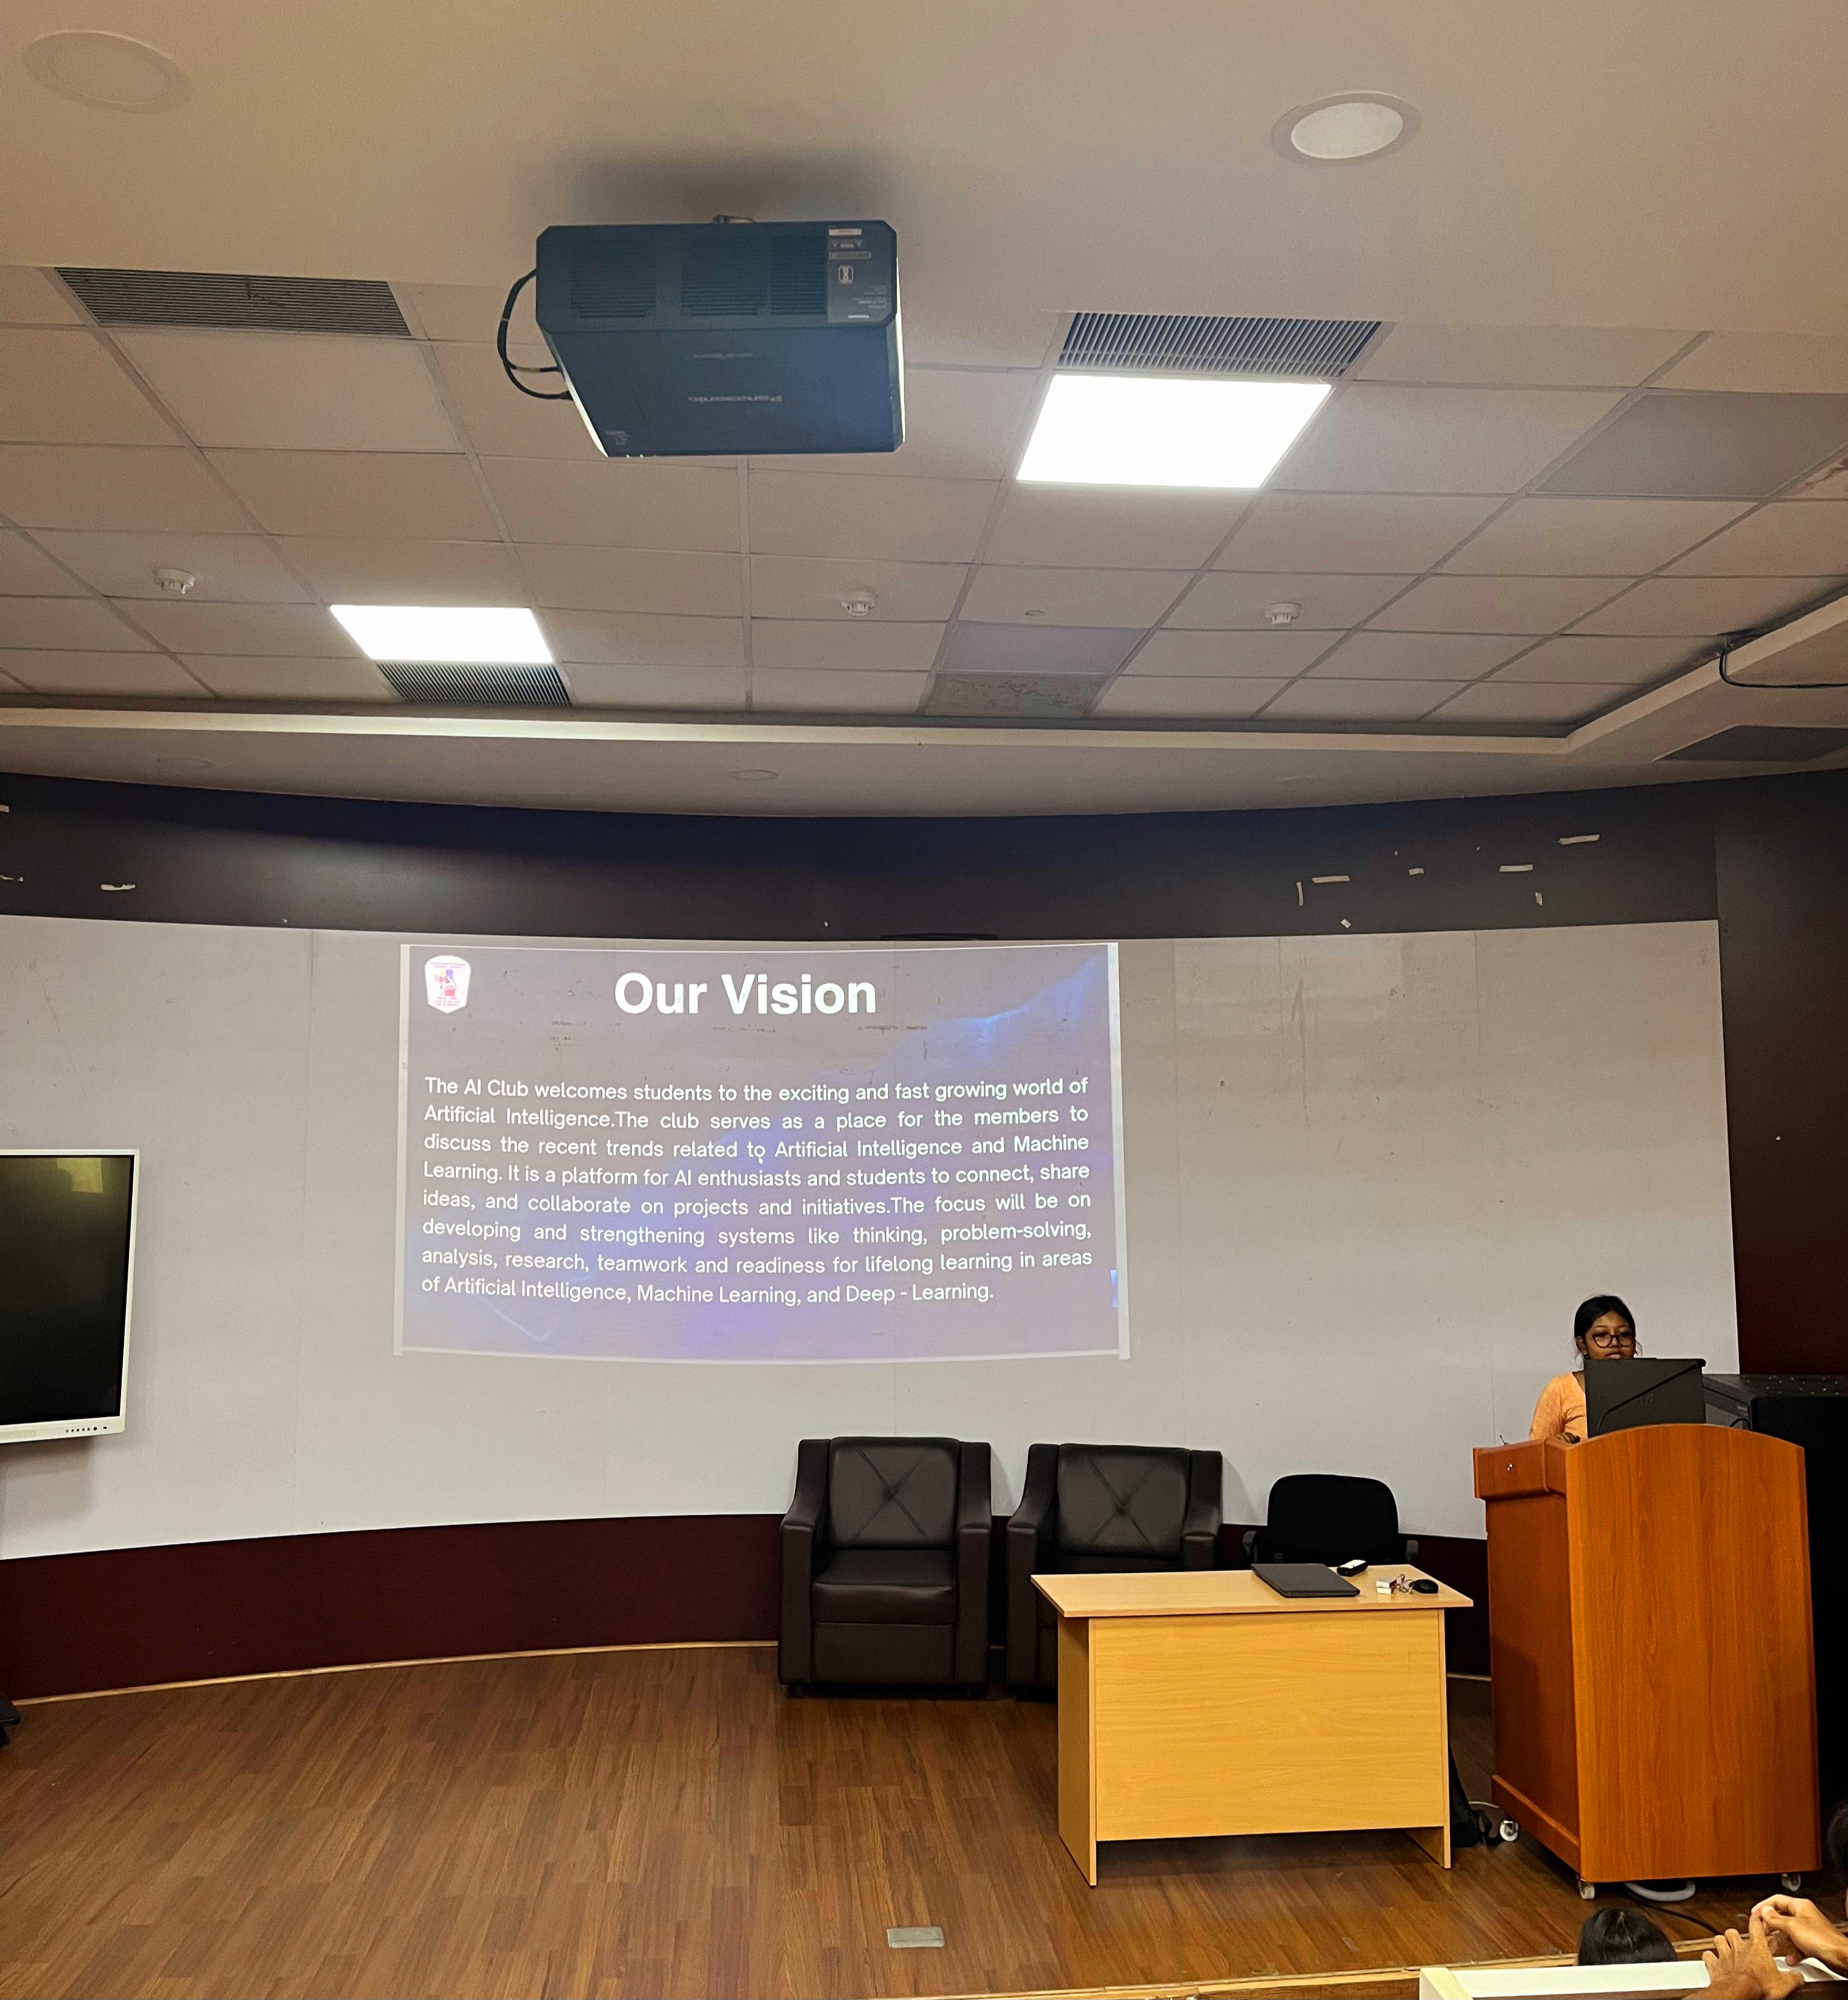 Panasonic
Our Vision
The AI Club welcomes students to the exciting and fast growing world of
Artificial Intelligence.The club serves as a place for the members to
discuss the recent trends related to Artificial Intelligence and Machine
Learning. It is a platform for AI enthusiasts and students to connect, share
ideas, and collaborate on projects and initiatives.The focus will be on
developing and strengthening systems like thinking, problem-solving,
analysis, research, teamwork and readiness for lifelong learning in areas
of Artificial Intelligence, Machine Learning, and Deep - Learning.